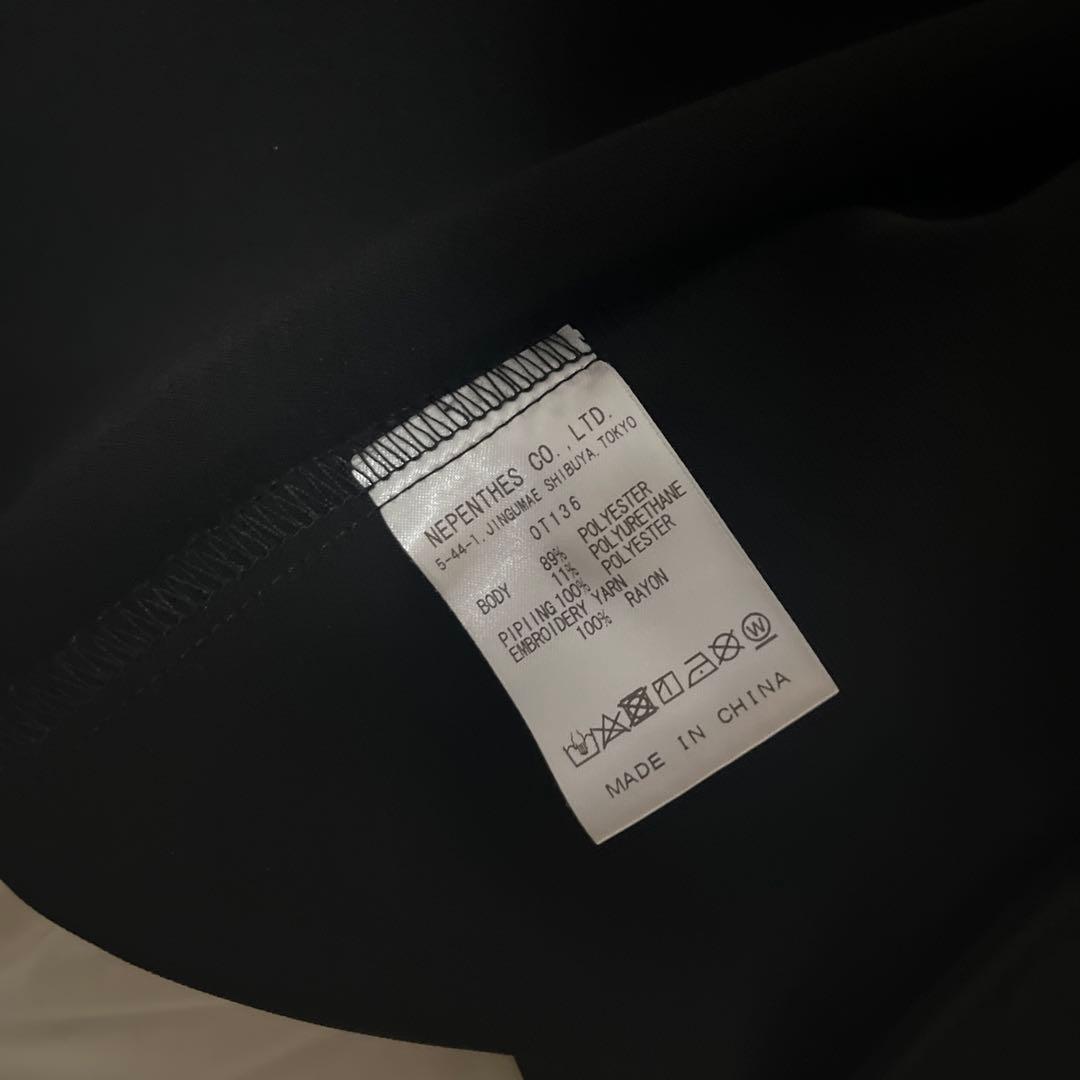 NEPENTHES CO.,LTD.
5-44-1,JINGUMAE SHIBUYA,TOKYO
OT136
BODY 89% POLYESTER
11% POLYURETHANE
PIPIING 100% POLYESTER
EMBROIDERY YARN
100% RAYON
W
MADE IN CHINA